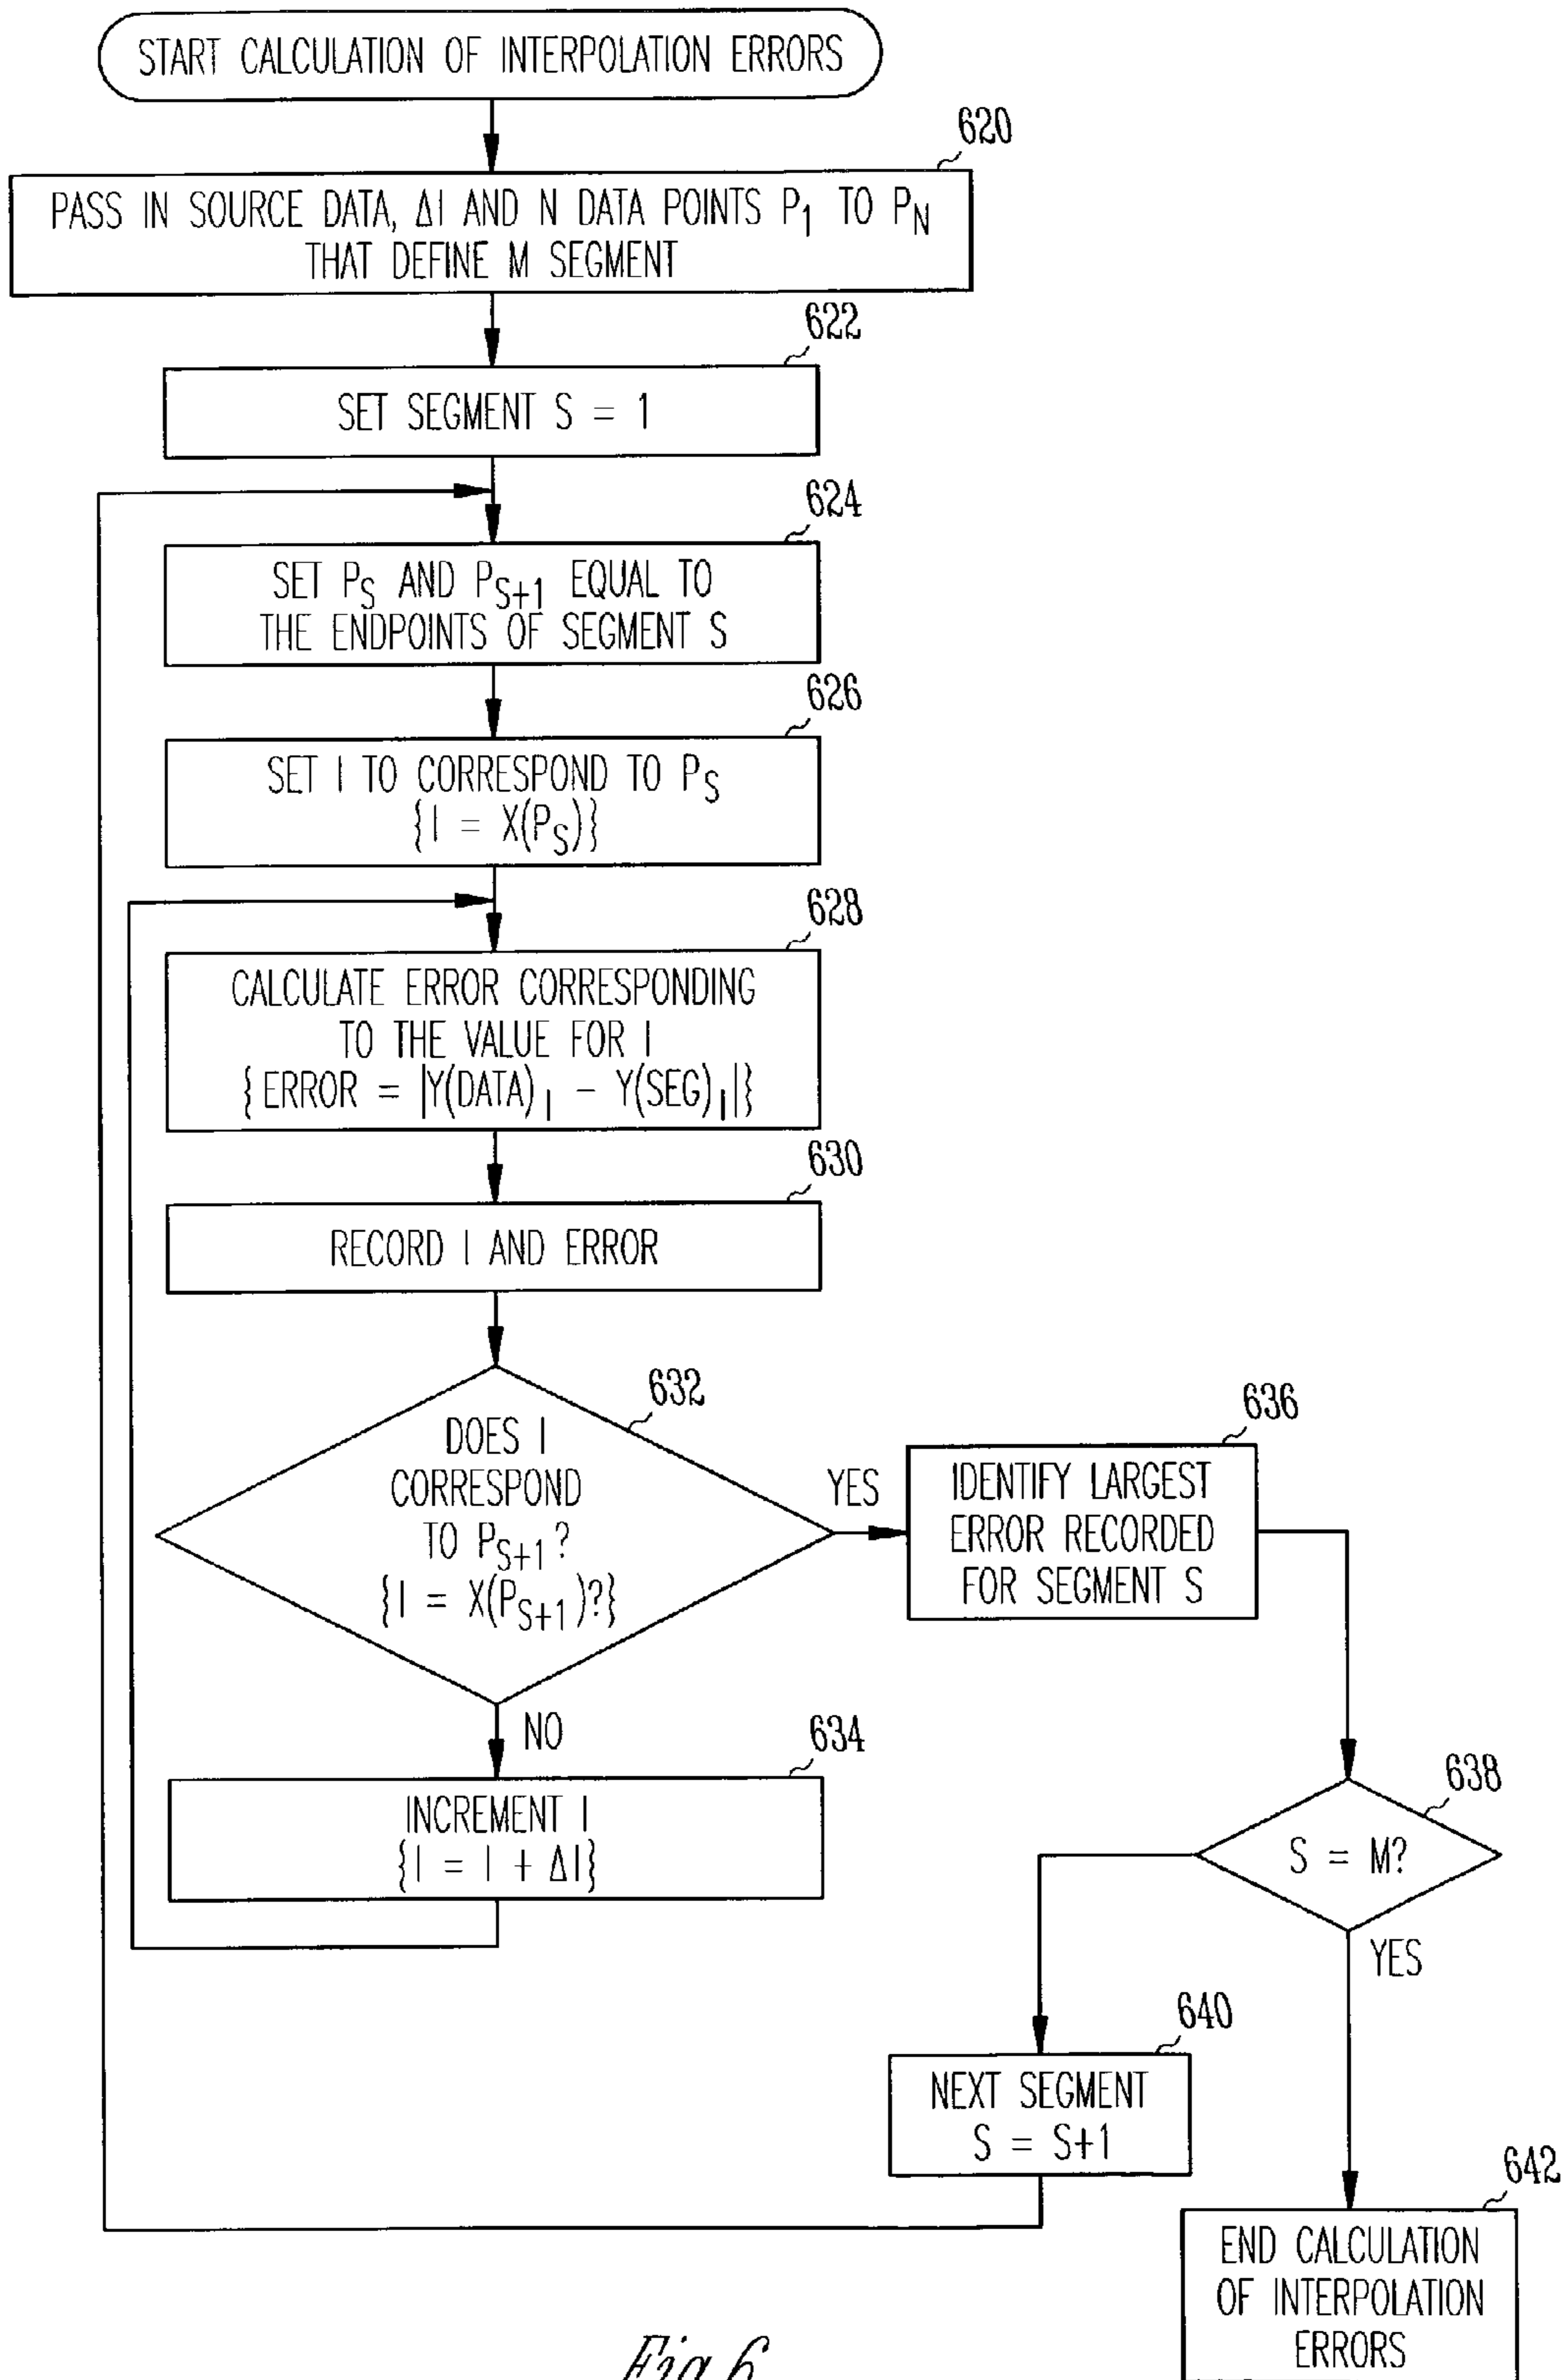 START CALCULATION OF INTERPOLATION ERRORS
620
PASS IN SOURCE DATA, ΔI AND N DATA POINTS P1 TO PN
THAT DEFINE M SEGMENT
622
SET SEGMENT S = 1
624
SET PS AND PS+1 EQUAL TO
THE ENDPOINTS OF SEGMENT S
626
SET I TO CORRESPOND TO PS
{I = X(PS)}
628
CALCULATE ERROR CORRESPONDING
TO THE VALUE FOR I
{ERROR = |Y(DATA)I - Y(SEG)I|}
630
RECORD I AND ERROR
632
DOES I
CORRESPOND
TO PS+1?
{I = X(PS+1)?}
YES
636
IDENTIFY LARGEST
ERROR RECORDED
FOR SEGMENT S
NO
634
INCREMENT I
{I = I + ΔI}
638
S = M?
YES
640
NEXT SEGMENT
S = S+1
642
END CALCULATION
OF INTERPOLATION
ERRORS
Fig.6